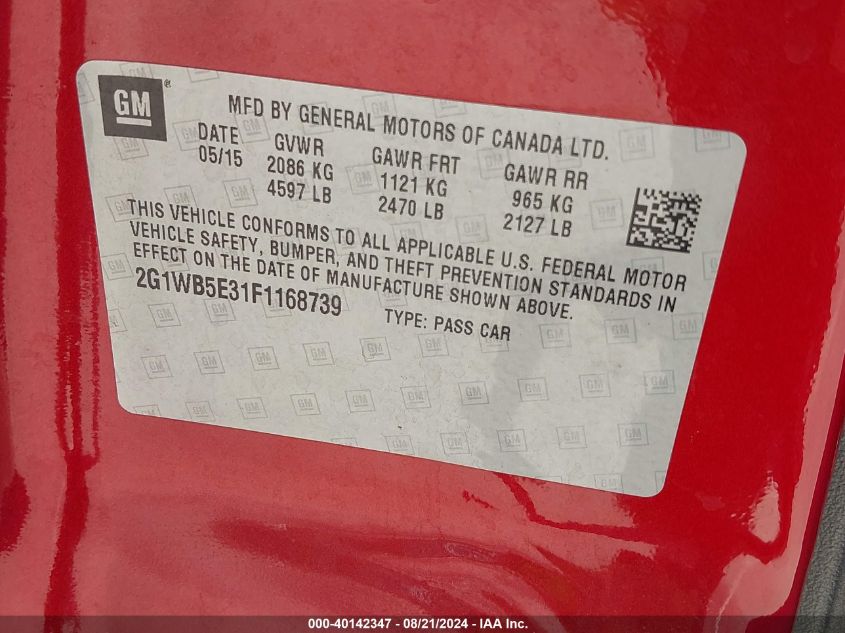 GM®
MFD BY GENERAL MOTORS OF CANADA LTD.
DATE GVWR GAWR FRT GAWR RR
05/15 2086 KG 1121 KG 965 KG
4597 LB 2470 LB 2127 LB
THIS VEHICLE CONFORMS TO ALL APPLICABLE U.S. FEDERAL MOTOR
VEHICLE SAFETY, BUMPER, AND THEFT PREVENTION STANDARDS IN
EFFECT ON THE DATE OF MANUFACTURE SHOWN ABOVE.
2G1WB5E31F1168739 TYPE: PASS CAR
000-40142347 - 08/21/2024 - IAA Inc.